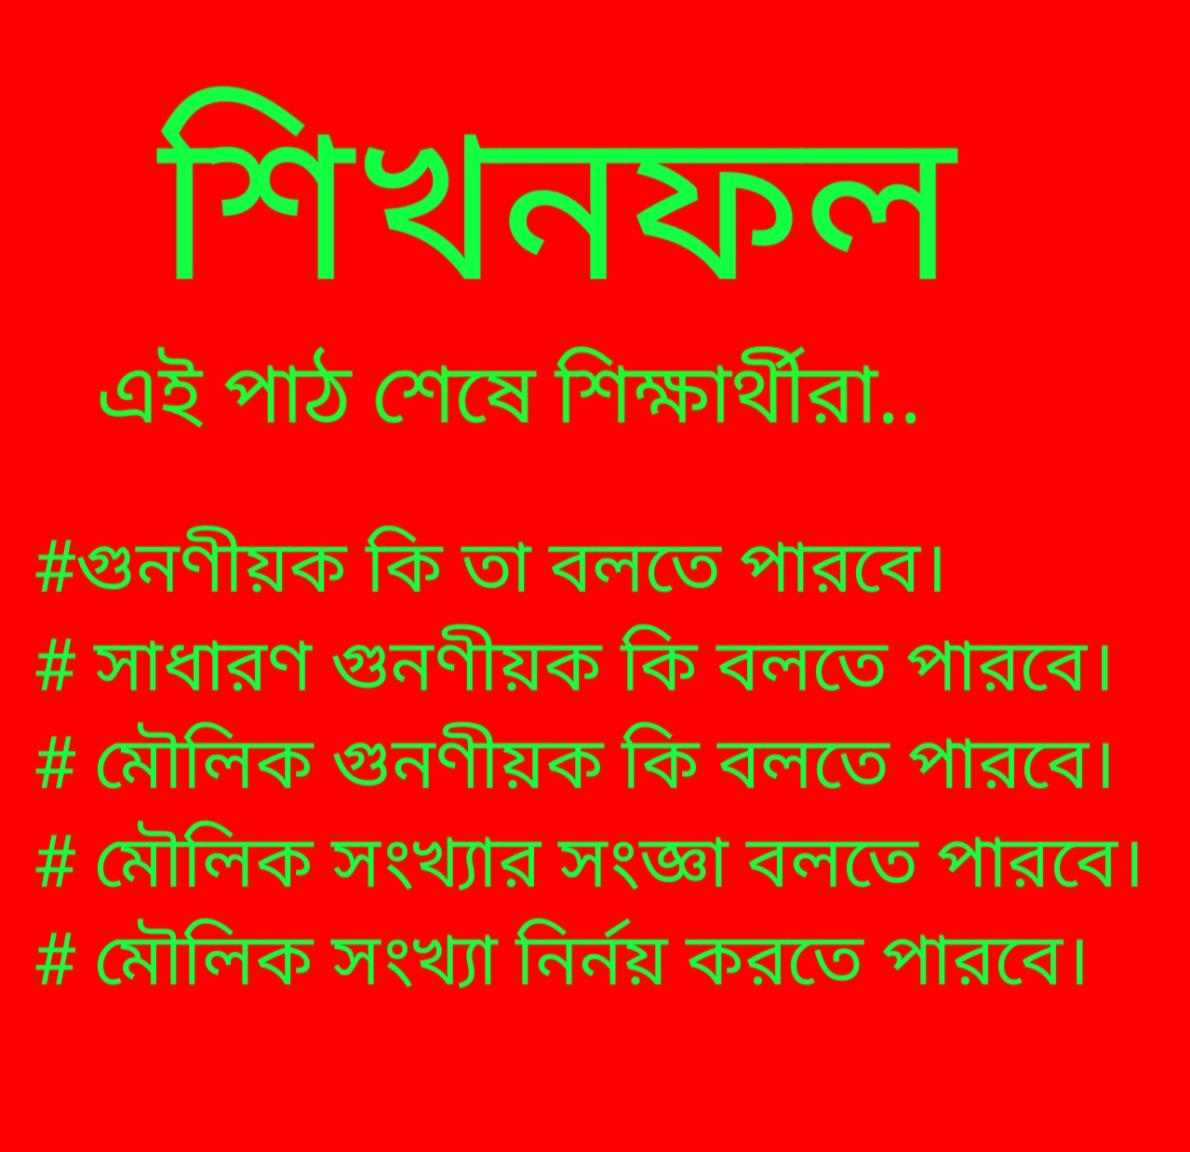 শিখনফল
এই পাঠ শেষে শিক্ষার্থীরা..
#গুনণীয়ক কি তা বলতে পারবে।
# সাধারণ গুনণীয়ক কি বলতে পারবে।
# মৌলিক গুনণীয়ক কি বলতে পারবে।
# মৌলিক সংখ্যার সংজ্ঞা বলতে পারবে।
# মৌলিক সংখ্যা নির্নয় করতে পারবে।